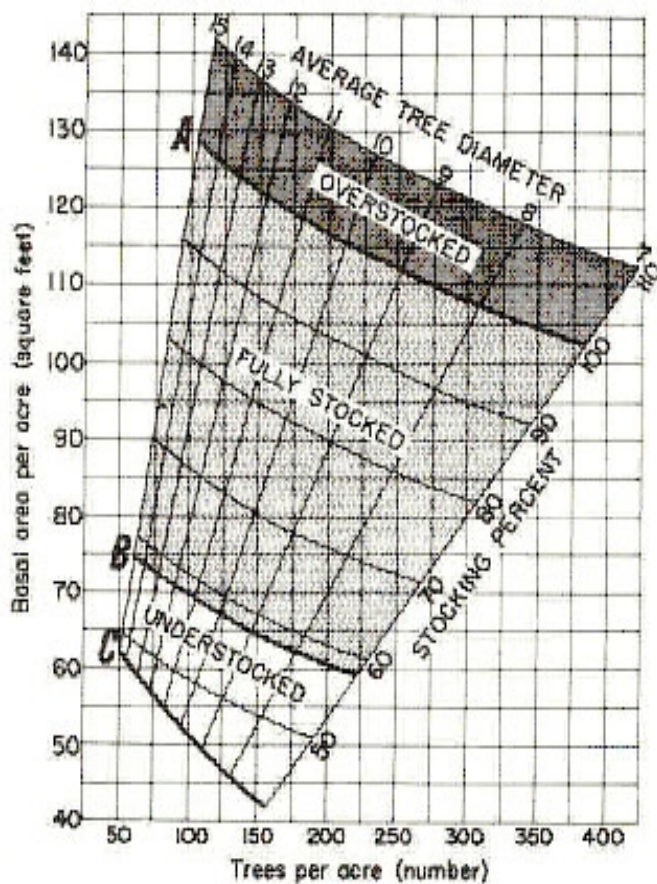 15 14 13 12 11 10 9 8 7
AVERAGE TREE DIAMETER
140
130
120
110
100
90
80
70
60
50
40
Basal area per acre (square feet)
A
B
C
OVERSTOCKED
FULLY STOCKED
UNDERSTOCKED
110
100
90
80
70
60
50
STOCKING PERCENT
50 100 150 200 250 300 350 400
Trees per acre (number)